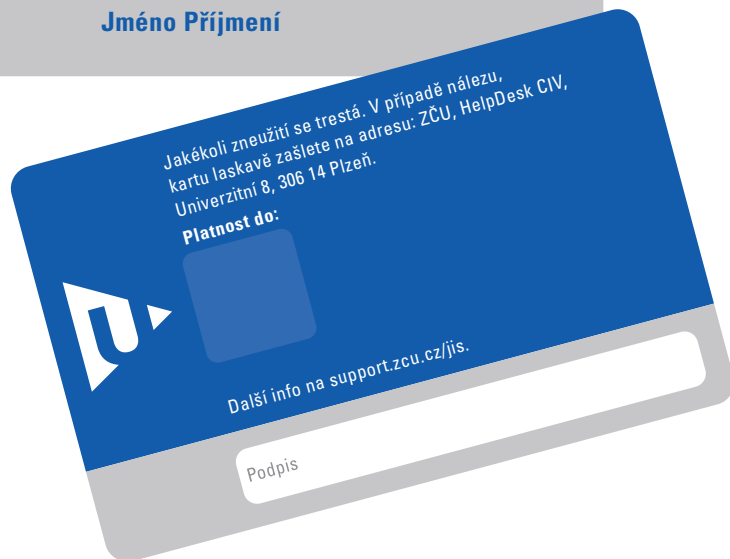 Jméno Příjmení
Jakékoli zneužití se trestá. V případě nálezu,
kartu laskavě zašlete na adresu: ZČU, HelpDesk CIV,
Univerzitní 8, 306 14 Plzeň.
Platnost do:
U
Další info na support.zcu.cz/jis.
Podpis